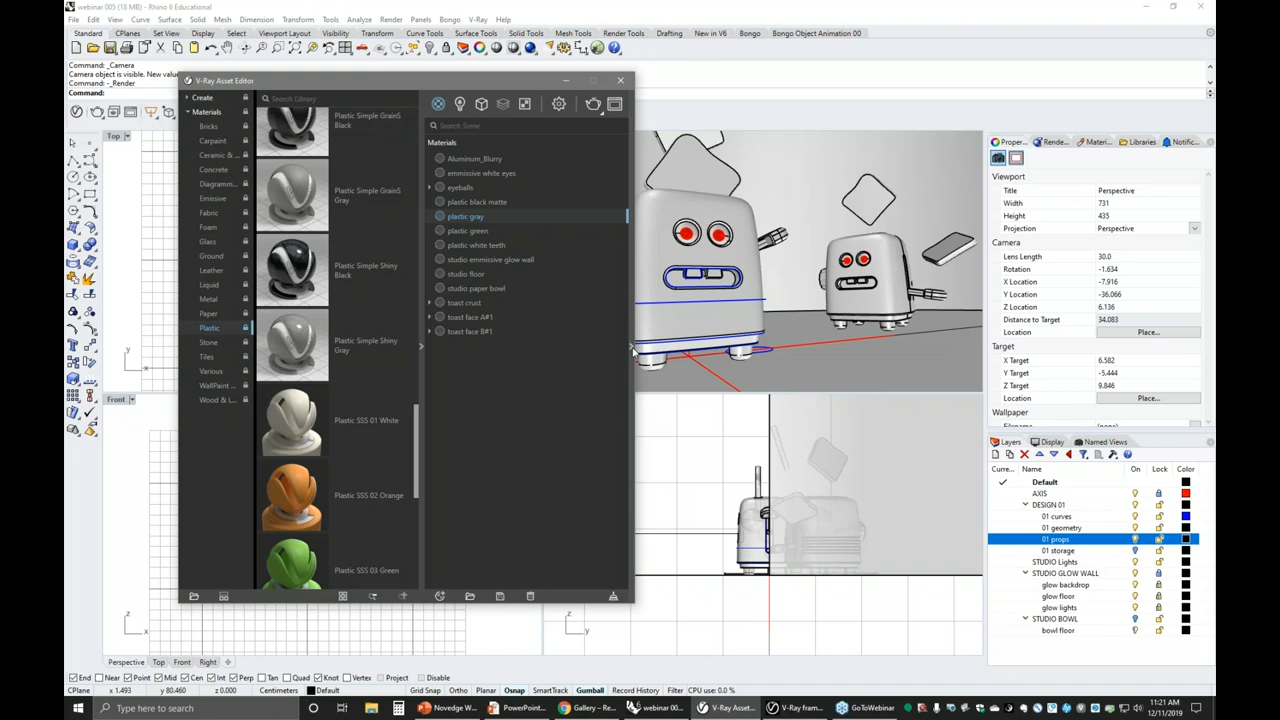 webinar 005 (18 MB) - Rhino 6 Educational
File Edit View Curve Surface Solid Mesh Dimension Transform Tools Analyze Render Panels Bongo V-Ray Help
Standard CPlanes Set View Display Select Viewport Layout Visibility Transform Curve Tools Surface Tools Solid Tools Mesh Tools Render Tools Drafting New in V6 Bongo Bongo Object Animation 00
Command: _Camera
Camera object is visible. New valu
Command: -_Render
Command:
V-Ray Asset Editor
Create
Materials
Bricks
Carpaint
Ceramic & ...
Concrete
Diagramm...
Emissive
Fabric
Foam
Glass
Ground
Leather
Liquid
Metal
Paper
Plastic
Stone
Tiles
Various
WallPaint ...
Wood & L...
Search Library
Plastic Simple GrainS
Black
Plastic Simple GrainS
Gray
Plastic Simple Shiny
Black
Plastic Simple Shiny
Gray
Plastic SSS 01 White
Plastic SSS 02 Orange
Plastic SSS 03 Green
Search Scene
Materials
Aluminum_Blurry
emmissive white eyes
eyeballs
plastic black matte
plastic gray
plastic green
plastic white teeth
studio emmissive glow wall
studio floor
studio paper bowl
toast crust
toast face A#1
toast face B#1
Top
z
x
Front
z
x
z
y
Proper... Rende... Materi... Libraries Notific...
Viewport
Title Perspective
Width 731
Height 435
Projection Perspective
Camera
Lens Length 30.0
Rotation -1.634
X Location -7.916
Y Location -36.066
Z Location 6.136
Distance to Target 34.083
Location Place...
Target
X Target 6.582
Y Target -5.444
Z Target 9.846
Location Place...
Wallpaper
Layers Display Named Views
Curre... Name On Lock Color
Default
AXIS
DESIGN 01
01 curves
01 geometry
01 props
01 storage
STUDIO Lights
STUDIO GLOW WALL
glow backdrop
glow floor
glow lights
STUDIO BOWL
bowl floor
Perspective Top Front Right
End Near Point Mid Cen Int Perp Tan Quad Knot Vertex Project Disable
CPlane x 1.493 y 80.460 z 0.000 Centimeters Default Grid Snap Ortho Planar Osnap SmartTrack Gumball Record History Filter CPU use: 0.0 %
Type here to search
Novedge W...
PowerPoint...
Gallery – Re...
webinar 00...
V-Ray Asset...
V-Ray fram...
GoToWebinar
11:21 AM
12/11/2019